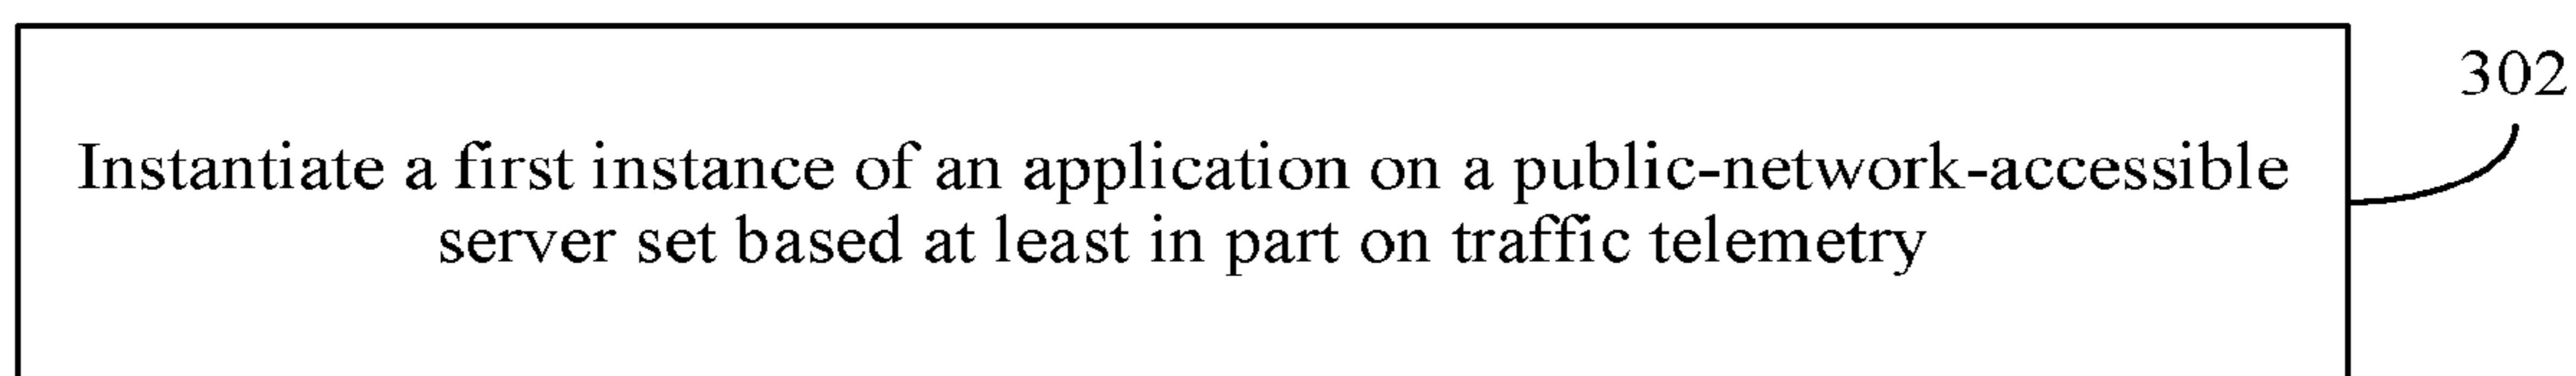 302
Instantiate a first instance of an application on a public-network-accessible
server set based at least in part on traffic telemetry